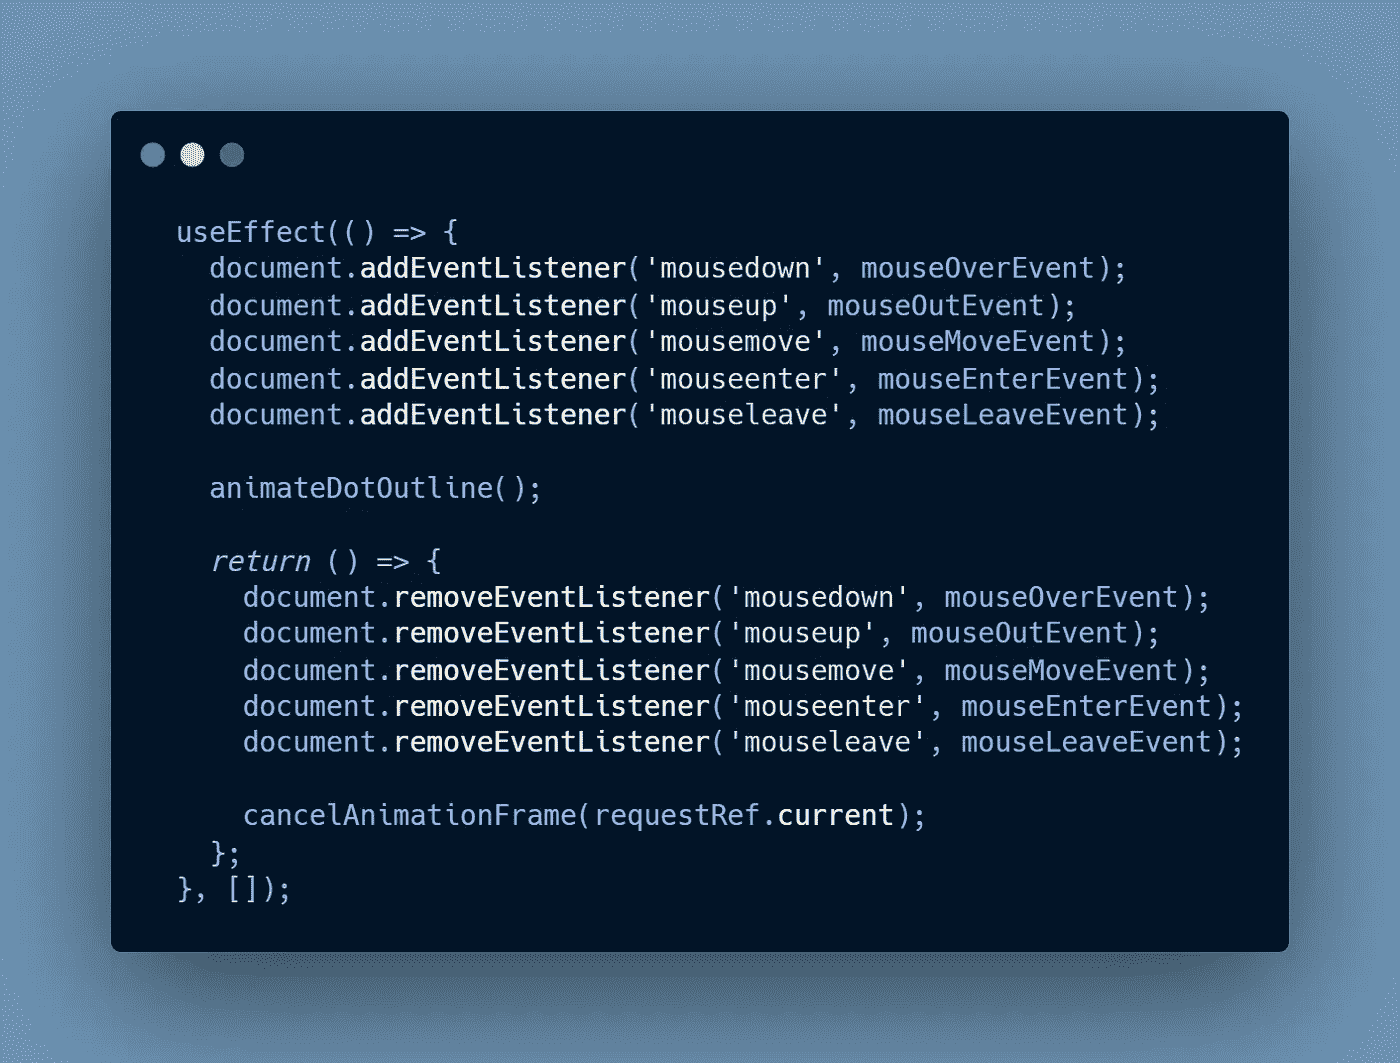 useEffect(() => {
  document.addEventListener('mousedown', mouseOverEvent);
  document.addEventListener('mouseup', mouseOutEvent);
  document.addEventListener('mousemove', mouseMoveEvent);
  document.addEventListener('mouseenter', mouseEnterEvent);
  document.addEventListener('mouseleave', mouseLeaveEvent);

  animateDotOutline();

  return () => {
    document.removeEventListener('mousedown', mouseOverEvent);
    document.removeEventListener('mouseup', mouseOutEvent);
    document.removeEventListener('mousemove', mouseMoveEvent);
    document.removeEventListener('mouseenter', mouseEnterEvent);
    document.removeEventListener('mouseleave', mouseLeaveEvent);

    cancelAnimationFrame(requestRef.current);
  };
}, []);